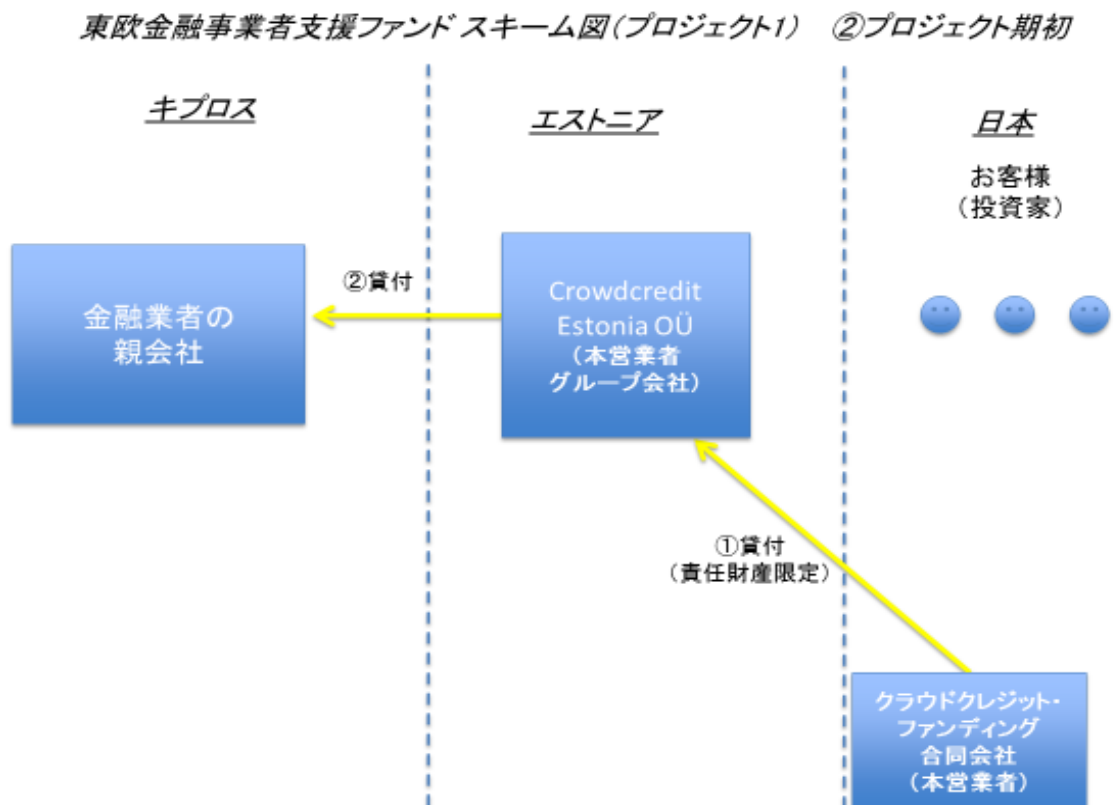 東欧金融事業者支援ファンド スキーム図(プロジェクト1)　②プロジェクト期初
キプロス
エストニア
日本
お客様
(投資家)
金融業者の
親会社
②貸付
Crowdcredit
Estonia OÜ
(本営業者
グループ会社)
①貸付
(責任財産限定)
クラウドクレジット・
ファンディング
合同会社
(本営業者)